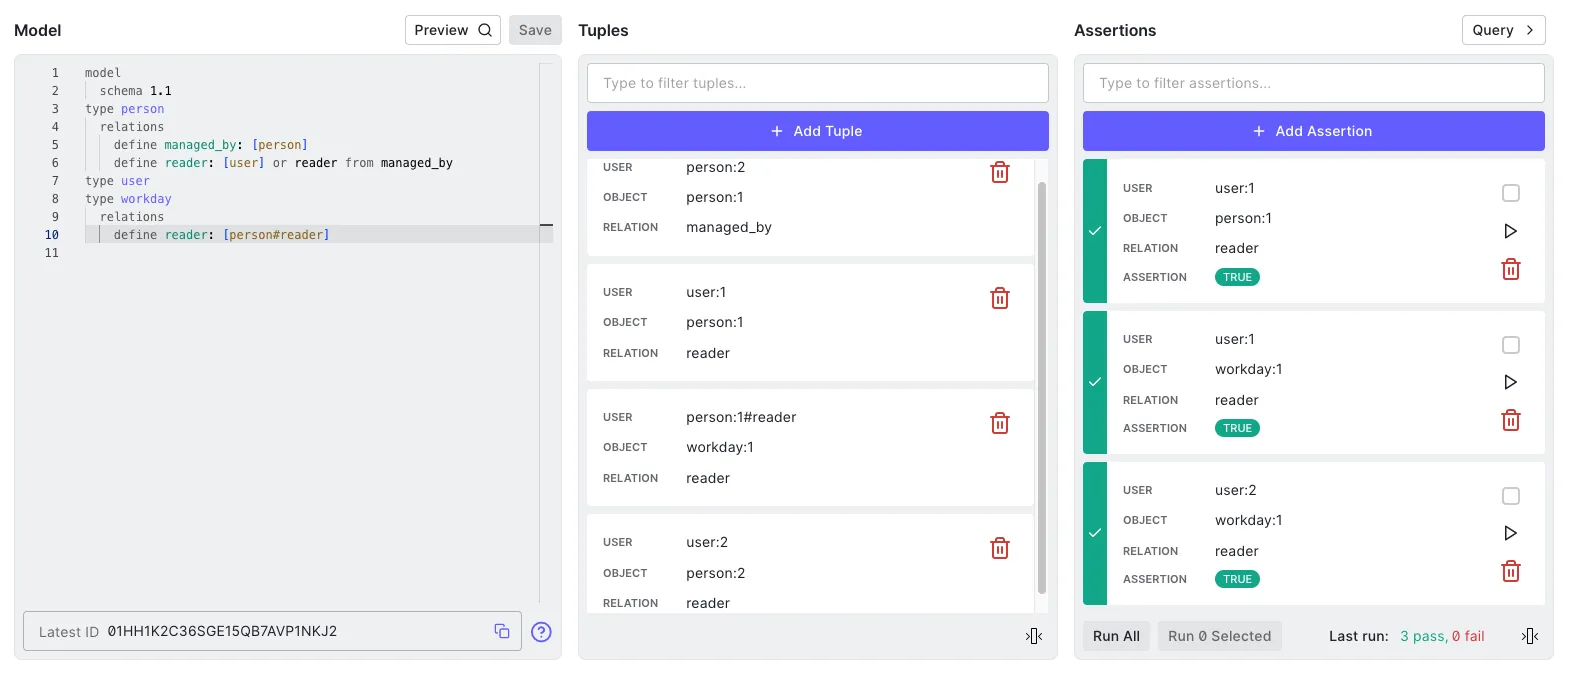 Model
Preview
Save
1 model
2 schema 1.1
3 type person
4 relations
5 define managed_by: [person]
6 define reader: [user] or reader from managed_by
7 type user
8 type workday
9 relations
10 define reader: [person#reader]
11
Latest ID 01HH1K2C36SGE15QB7AVP1NKJ2
?
Tuples
Type to filter tuples...
+ Add Tuple
USER person:2
OBJECT person:1
RELATION managed_by
USER user:1
OBJECT person:1
RELATION reader
USER person:1#reader
OBJECT workday:1
RELATION reader
USER user:2
OBJECT person:2
RELATION reader
Assertions
Query
Type to filter assertions...
+ Add Assertion
USER user:1
OBJECT person:1
RELATION reader
ASSERTION TRUE
USER user:1
OBJECT workday:1
RELATION reader
ASSERTION TRUE
USER user:2
OBJECT workday:1
RELATION reader
ASSERTION TRUE
Run All
Run 0 Selected
Last run: 3 pass, 0 fail